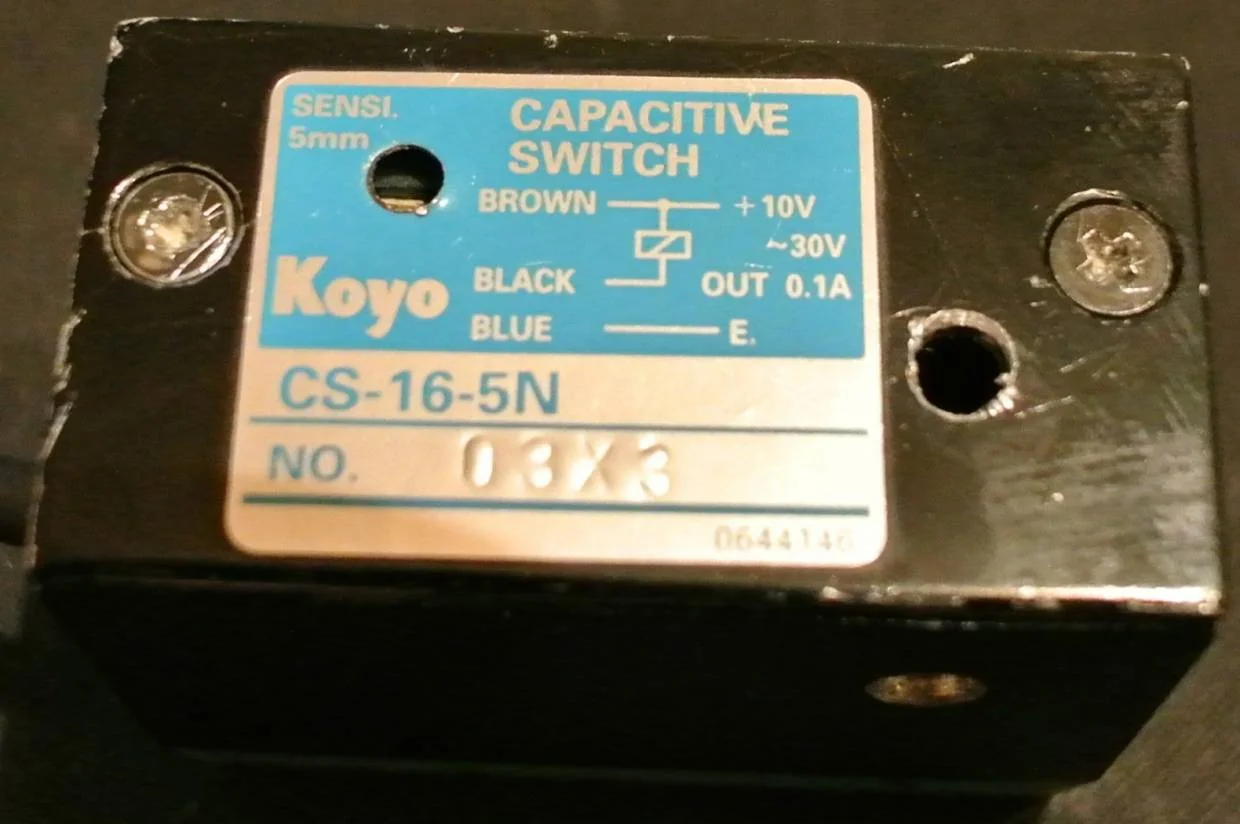 SENSI.
5mm
CAPACITIVE
SWITCH
BROWN +10V
~30V
BLACK OUT 0.1A
BLUE E.
Koyo
CS-16-5N
NO. 03X3
0644146